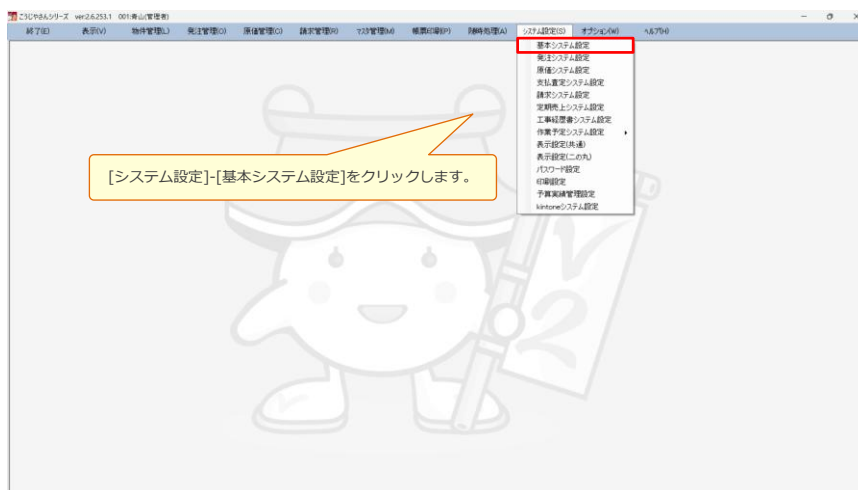 こうじやさんシリーズ ver:2.6.253.1 001:青山(管理者)
終了(E) 表示(V) 物件管理(L) 発注管理(O) 原価管理(C) 請求管理(R) マスタ管理(M) 帳票印刷(P) 随時処理(A) システム設定(S) オプション(W) ヘルプ(H)
基本システム設定
発注システム設定
原価システム設定
支払査定システム設定
請求システム設定
定期売上システム設定
工事経歴書システム設定
作業予定システム設定
表示設定(共通)
表示設定(二の丸)
パスワード設定
印刷設定
予算実績管理設定
kintoneシステム設定
[システム設定]-[基本システム設定]をクリックします。
V2